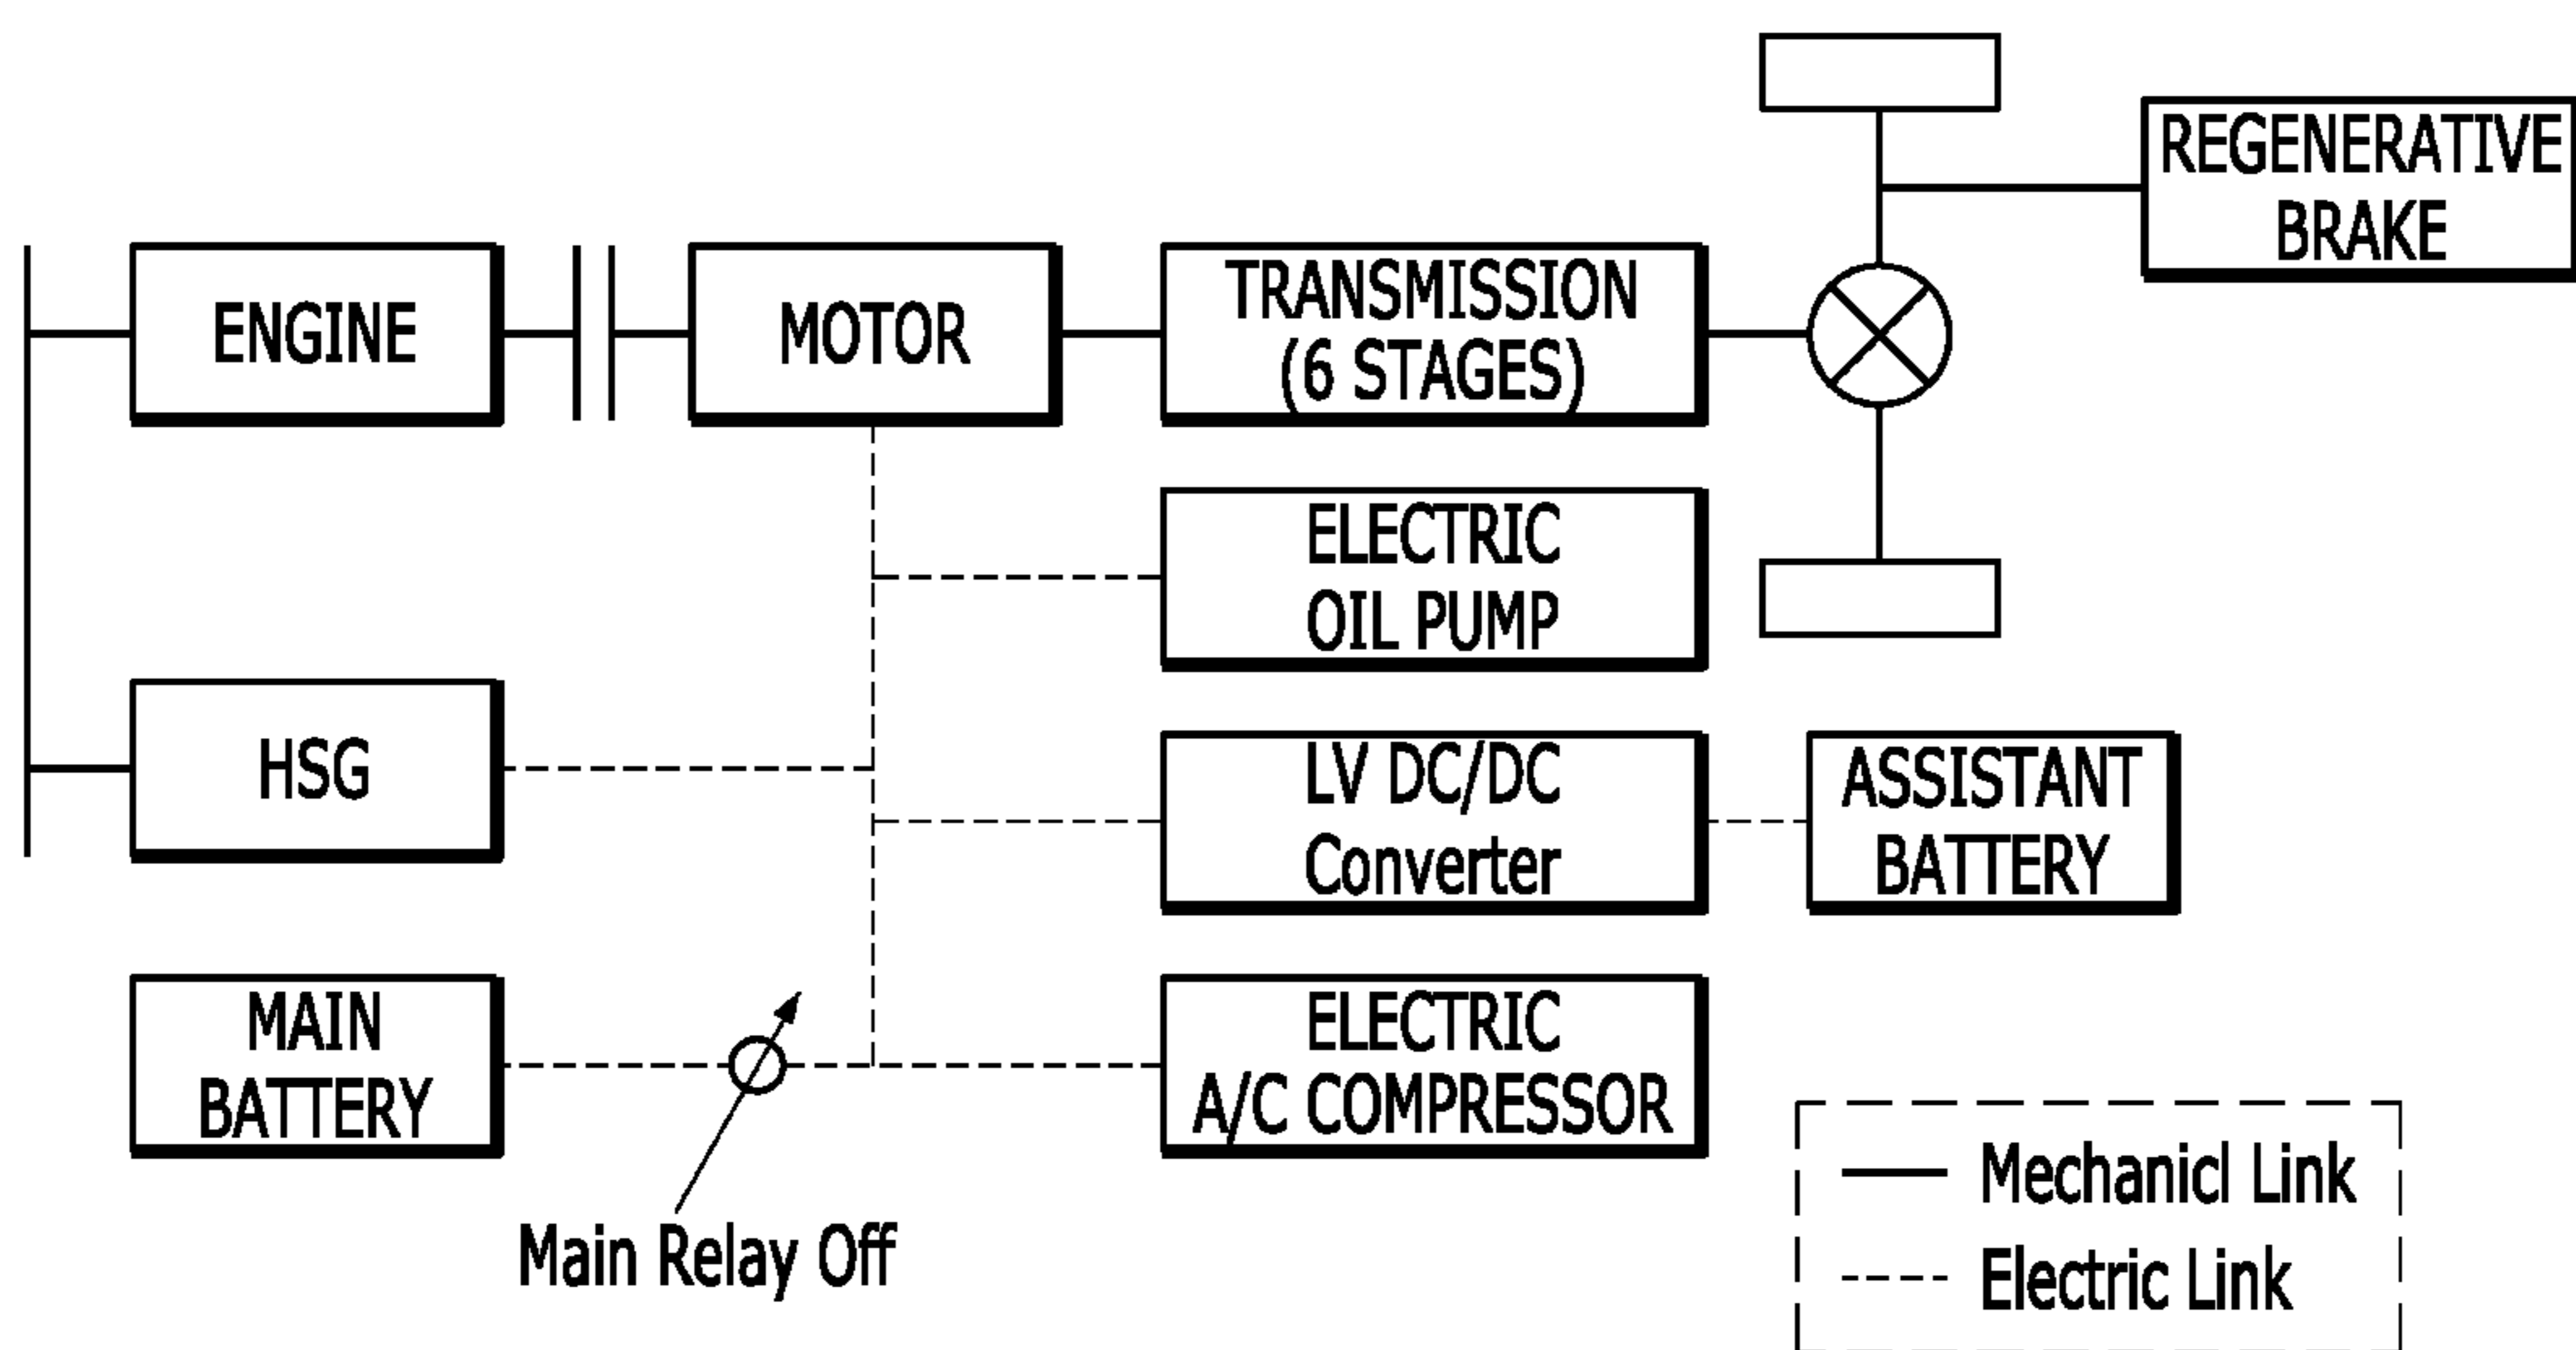 REGENERATIVE
BRAKE
ENGINE
MOTOR
TRANSMISSION
(6 STAGES)
ELECTRIC
OIL PUMP
HSG
LV DC/DC
Converter
ASSISTANT
BATTERY
MAIN
BATTERY
ELECTRIC
A/C COMPRESSOR
Main Relay Off
Mechanicl Link
Electric Link